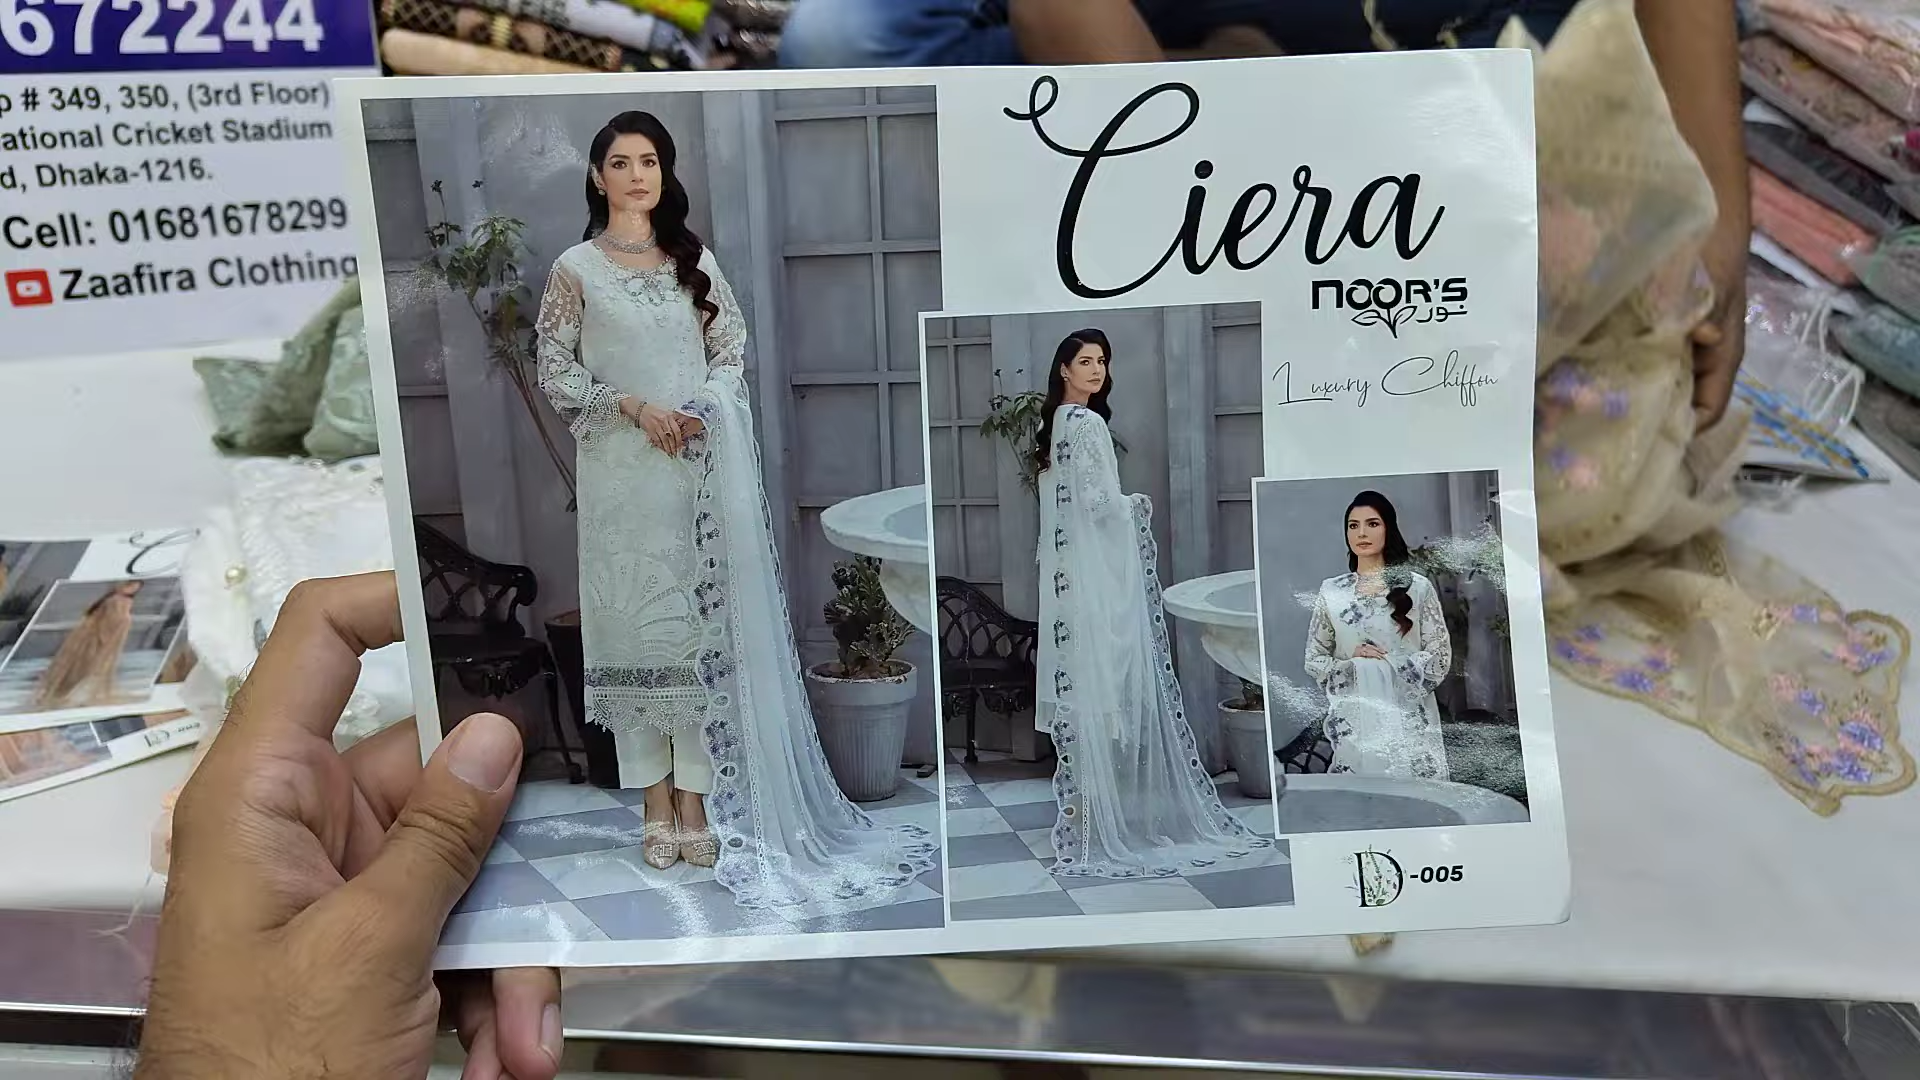 672244
p # 349, 350, (3rd Floor)
ational Cricket Stadium
d, Dhaka-1216.
Cell: 01681678299
Zaafira Clothing
Ciera
NOOR'S
نور
Luxury Chiffon
D-005